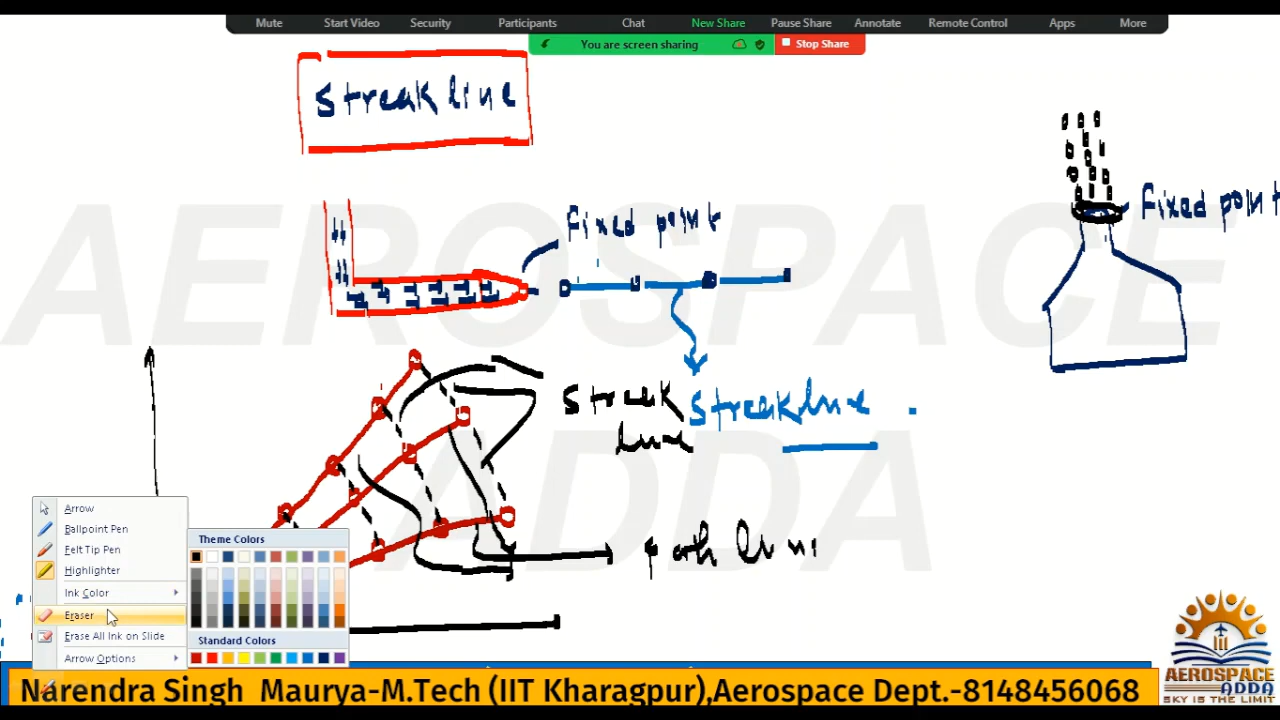 Mute Start Video Security Participants Chat New Share Pause Share Annotate Remote Control Apps More
You are screen sharing Stop Share
Streakline
Fixed point
Fixed point
Streak
line
Streakline
Path line
AEROSPACE
ADDA
Arrow
Ballpoint Pen
Felt Tip Pen
Highlighter
Ink Color
Eraser
Erase All Ink on Slide
Arrow Options
Theme Colors
Standard Colors
Narendra Singh Maurya-M.Tech (IIT Kharagpur),Aerospace Dept.-8148456068
AEROSPACE
ADDA
SKY IS THE LIMIT